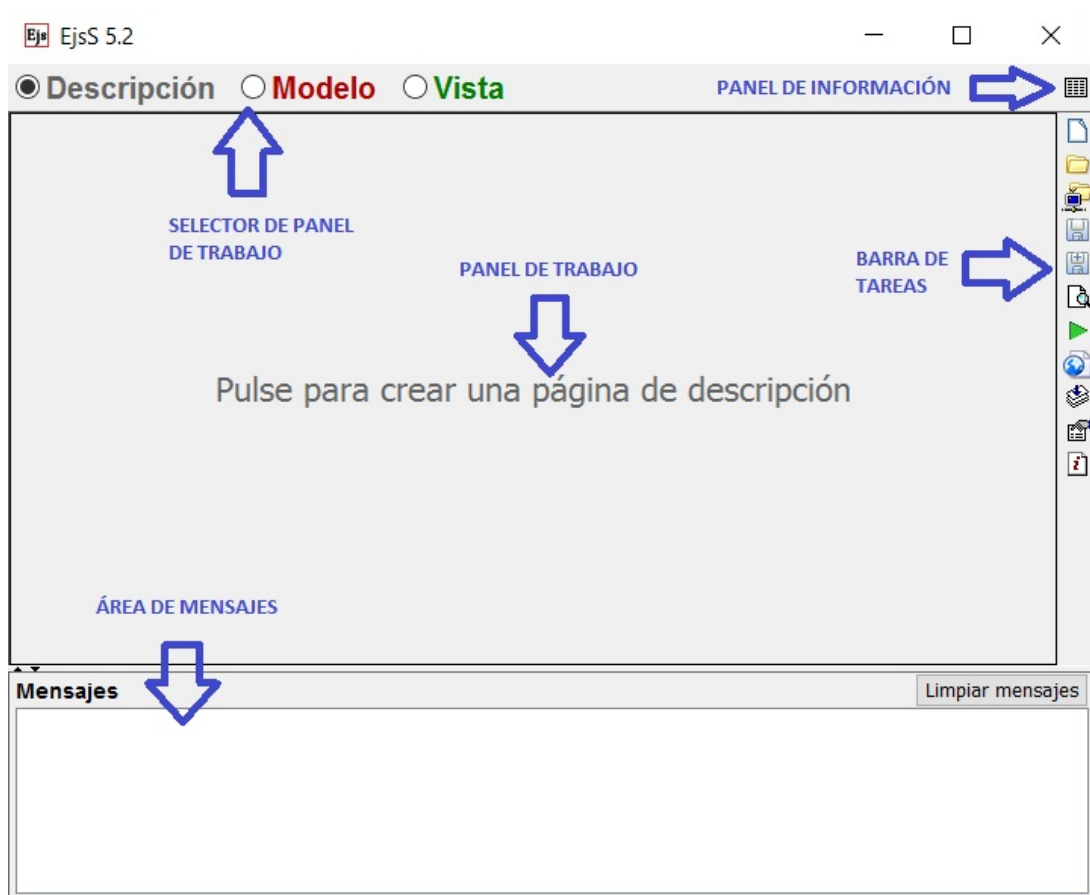 Ejs EjsS 5.2
Descripción Modelo Vista PANEL DE INFORMACIÓN
SELECTOR DE PANEL
DE TRABAJO
PANEL DE TRABAJO
BARRA DE
TAREAS
Pulse para crear una página de descripción
ÁREA DE MENSAJES
Mensajes Limpiar mensajes